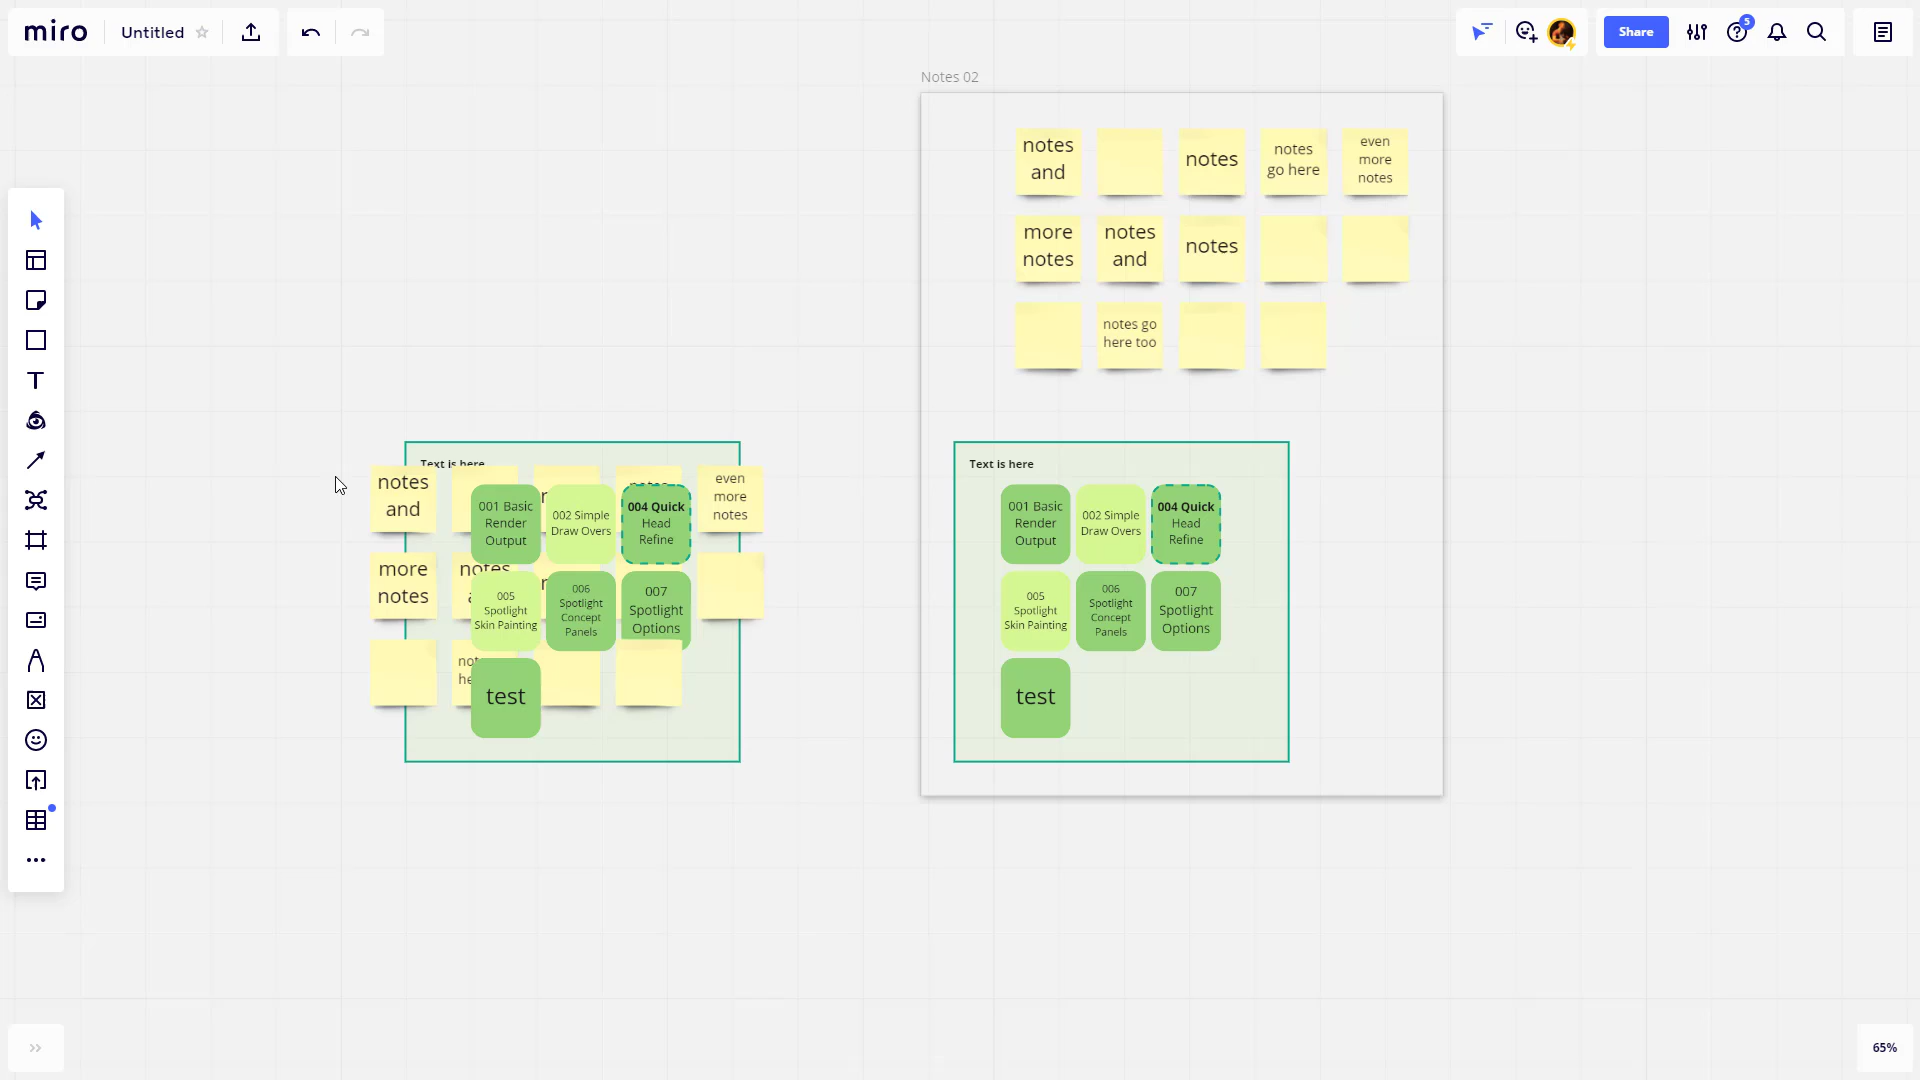 miro
Untitled
Share
5
Notes 02
notes
and
notes
notes
go here
even
more
notes
more
notes
notes
and
notes
notes go
here too
Text is here
notes
and
even
more
notes
001 Basic
Render
Output
002 Simple
Draw Overs
004 Quick
Head
Refine
more
notes
notes
005
Spotlight
Skin Painting
006
Spotlight
Concept
Panels
007
Spotlight
Options
test
Text is here
001 Basic
Render
Output
002 Simple
Draw Overs
004 Quick
Head
Refine
005
Spotlight
Skin Painting
006
Spotlight
Concept
Panels
007
Spotlight
Options
test
65%